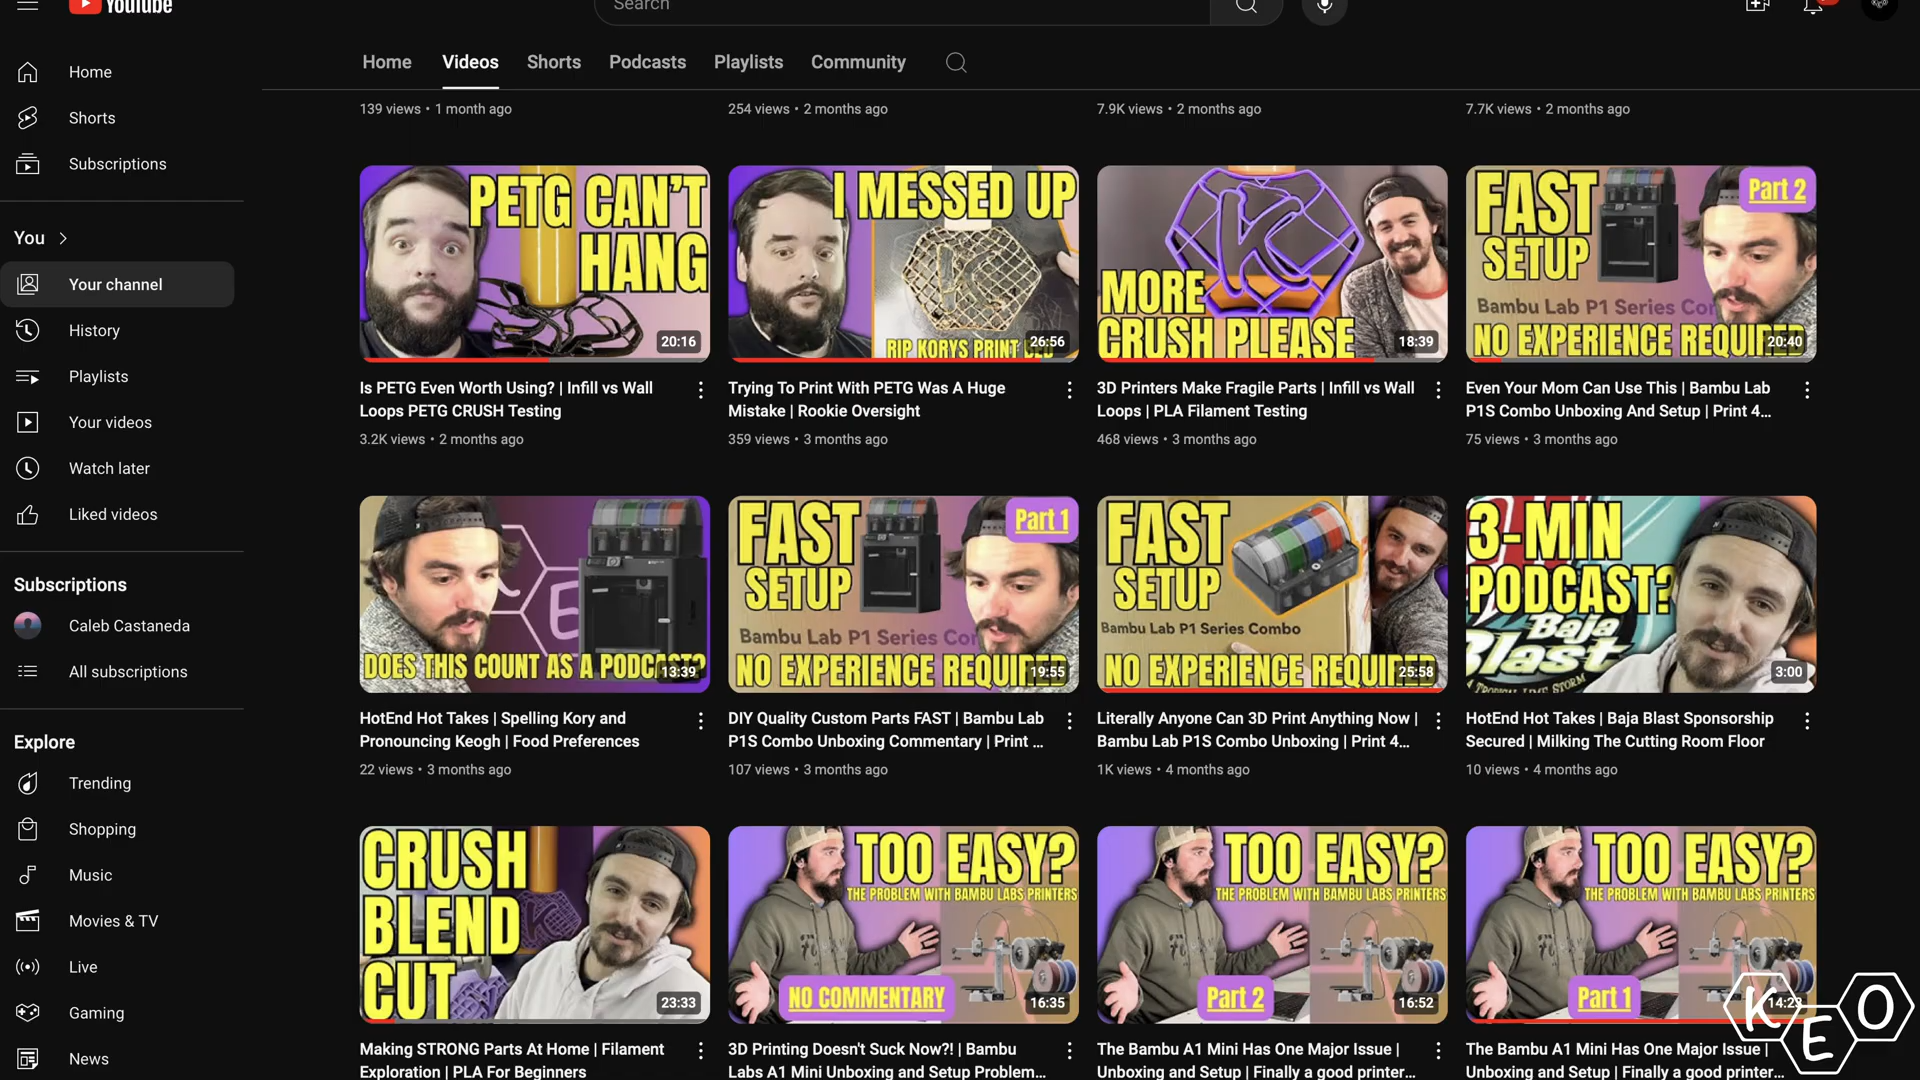 YouTube
Search
Home
Videos
Shorts
Podcasts
Playlists
Community
Home
Shorts
Subscriptions
You
Your channel
History
Playlists
Your videos
Watch later
Liked videos
Subscriptions
Caleb Castaneda
All subscriptions
Explore
Trending
Shopping
Music
Movies & TV
Live
Gaming
News
139 views • 1 month ago
254 views • 2 months ago
7.9K views • 2 months ago
7.7K views • 2 months ago
PETG CAN'T
HANG
20:16
Is PETG Even Worth Using? | Infill vs Wall
Loops PETG CRUSH Testing
3.2K views • 2 months ago
I MESSED UP
RIP KORYS PRINT
26:56
Trying To Print With PETG Was A Huge
Mistake | Rookie Oversight
359 views • 3 months ago
MORE
CRUSH PLEASE
18:39
3D Printers Make Fragile Parts | Infill vs Wall
Loops | PLA Filament Testing
468 views • 3 months ago
FAST
SETUP
Part 2
Bambu Lab P1 Series Co
NO EXPERIENCE REQUIRED
20:40
Even Your Mom Can Use This | Bambu Lab
P1S Combo Unboxing And Setup | Print 4...
75 views • 3 months ago
E
DOES THIS COUNT AS A PODCAST?
13:39
HotEnd Hot Takes | Spelling Kory and
Pronouncing Keogh | Food Preferences
22 views • 3 months ago
FAST
SETUP
Part 1
Bambu Lab P1 Series Co
NO EXPERIENCE REQUIRED
19:55
DIY Quality Custom Parts FAST | Bambu Lab
P1S Combo Unboxing Commentary | Print ...
107 views • 3 months ago
FAST
SETUP
Bambu Lab P1 Series Combo
NO EXPERIENCE REQUIRED
25:58
Literally Anyone Can 3D Print Anything Now |
Bambu Lab P1S Combo Unboxing | Print 4...
1K views • 4 months ago
3-MIN
PODCAST?
Baja
Blast
A TROPICAL LIME STORM
3:00
HotEnd Hot Takes | Baja Blast Sponsorship
Secured | Milking The Cutting Room Floor
10 views • 4 months ago
CRUSH
BLEND
CUT
23:33
Making STRONG Parts At Home | Filament
Exploration | PLA For Beginners
TOO EASY?
THE PROBLEM WITH BAMBU LABS PRINTERS
NO COMMENTARY
16:35
3D Printing Doesn't Suck Now?! | Bambu
Labs A1 Mini Unboxing and Setup Problem...
TOO EASY?
THE PROBLEM WITH BAMBU LABS PRINTERS
Part 2
16:52
The Bambu A1 Mini Has One Major Issue |
Unboxing and Setup | Finally a good printer...
TOO EASY?
THE PROBLEM WITH BAMBU LABS PRINTERS
Part 1
14:23
The Bambu A1 Mini Has One Major Issue |
Unboxing and Setup | Finally a good printer...
KEO